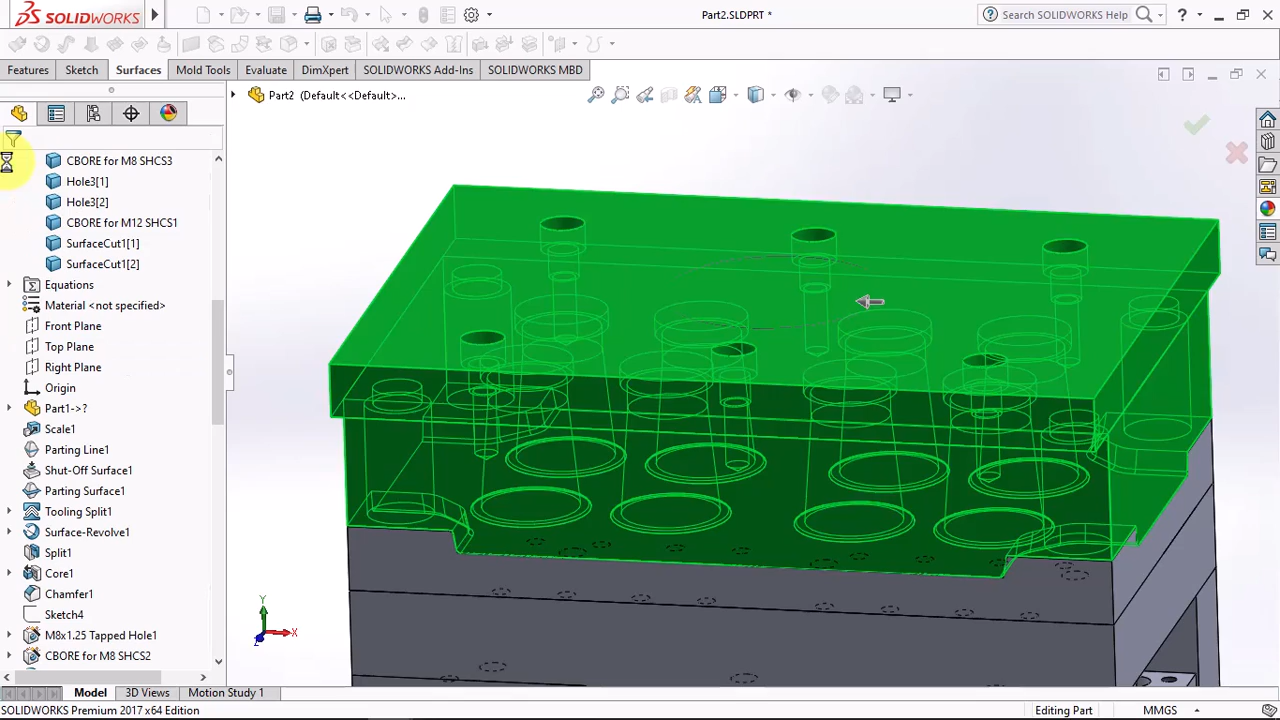 SOLIDWORKS
Part2.SLDPRT *
Search SOLIDWORKS Help
?
Features
Sketch
Surfaces
Mold Tools
Evaluate
DimXpert
SOLIDWORKS Add-Ins
SOLIDWORKS MBD
Part2 (Default<<Default>...
CBORE for M8 SHCS3
Hole3[1]
Hole3[2]
CBORE for M12 SHCS1
SurfaceCut1[1]
SurfaceCut1[2]
Equations
Material <not specified>
Front Plane
Top Plane
Right Plane
Origin
Part1->?
Scale1
Parting Line1
Shut-Off Surface1
Parting Surface1
Tooling Split1
Surface-Revolve1
Split1
Core1
Chamfer1
Sketch4
M8x1.25 Tapped Hole1
CBORE for M8 SHCS2
Y
X
Z
Model
3D Views
Motion Study 1
SOLIDWORKS Premium 2017 x64 Edition
Editing Part
MMGS